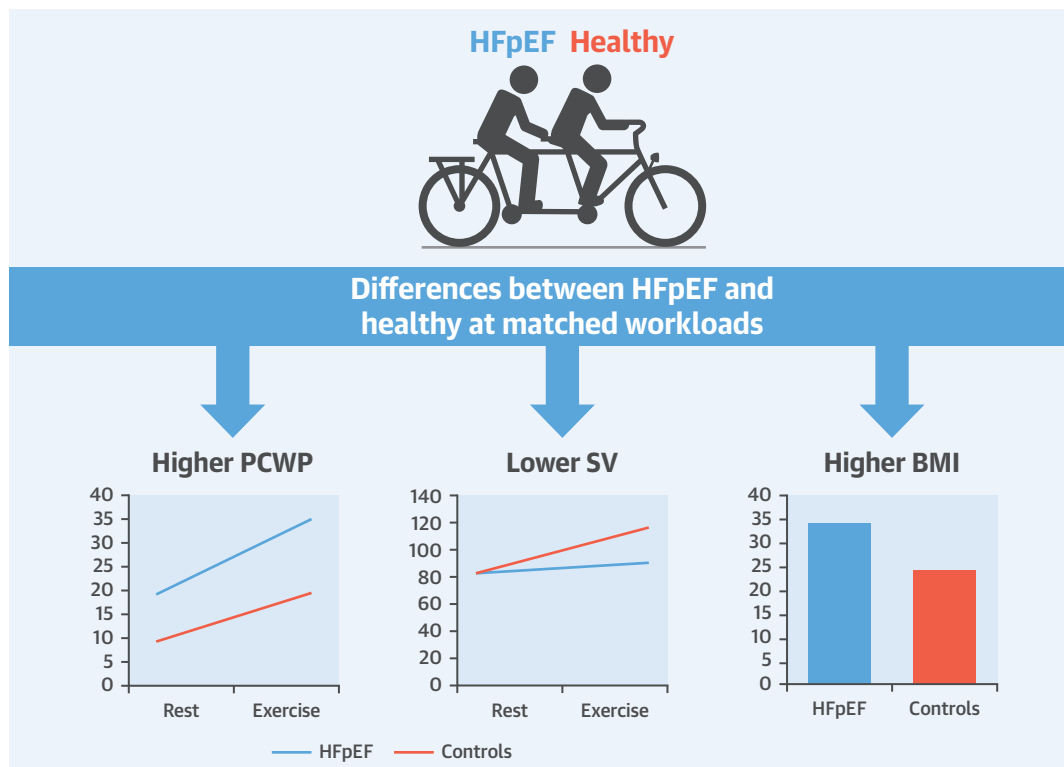 HFpEF Healthy
Differences between HFpEF and
healthy at matched workloads
Higher PCWP
40
35
30
25
20
15
10
5
0
Rest Exercise
Lower SV
140
120
100
80
60
40
20
0
Rest Exercise
Higher BMI
40
35
30
25
20
15
10
5
0
HFpEF Controls
HFpEF Controls